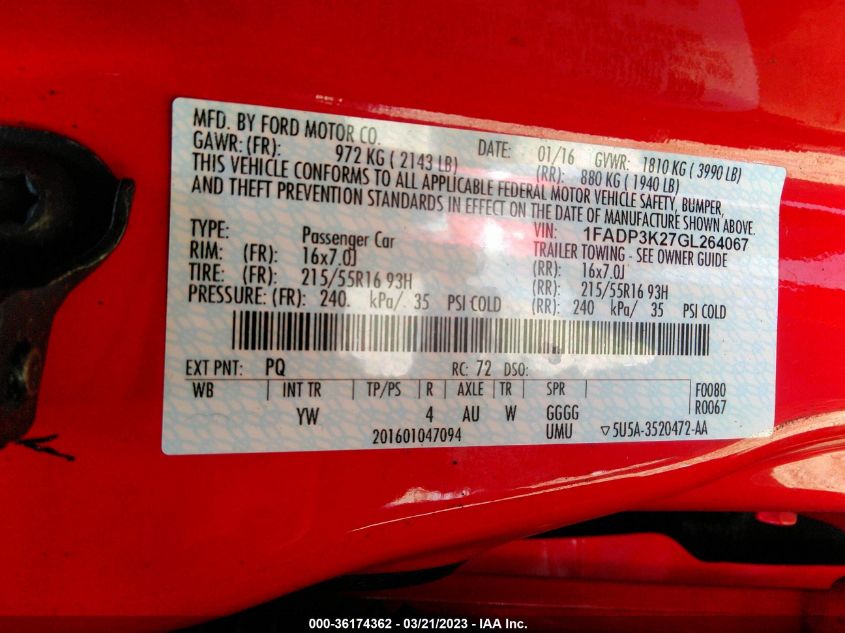 MFD. BY FORD MOTOR CO. DATE: 01/16 GVWR: 1810 KG ( 3990 LB)
GAWR: (FR): 972 KG ( 2143 LB) (RR): 880 KG ( 1940 LB)
THIS VEHICLE CONFORMS TO ALL APPLICABLE FEDERAL MOTOR VEHICLE SAFETY, BUMPER,
AND THEFT PREVENTION STANDARDS IN EFFECT ON THE DATE OF MANUFACTURE SHOWN ABOVE.
VIN: 1FADP3K27GL264067
TYPE: Passenger Car TRAILER TOWING - SEE OWNER GUIDE
RIM: (FR): 16x7.0J (RR): 16x7.0J
TIRE: (FR): 215/55R16 93H (RR): 215/55R16 93H
PRESSURE: (FR): 240 kPa/ 35 PSI COLD (RR): 240 kPa/ 35 PSI COLD
EXT PNT: PQ RC: 72 DSO:
WB | INT TR | TP/PS | R | AXLE | TR | SPR F0080
YW 4 AU W GGGG R0067
201601047094 UMU ▽5U5A-3520472-AA
000-36174362 - 03/21/2023 - IAA Inc.